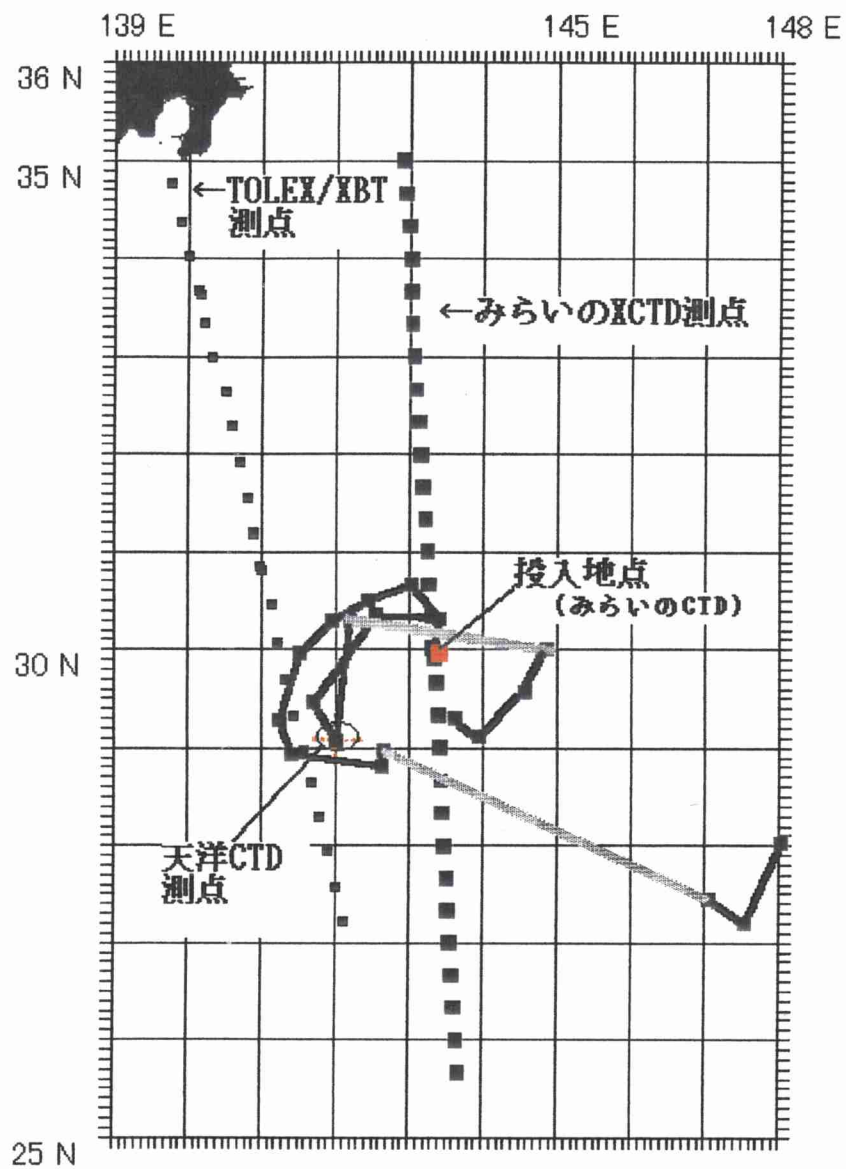 139 E
145 E
148 E
36 N
35 N
←TOLEX/XBT
測点
←みらいのXCTD測点
投入地点
(みらいのCTD)
30 N
天洋CTD
測点
25 N